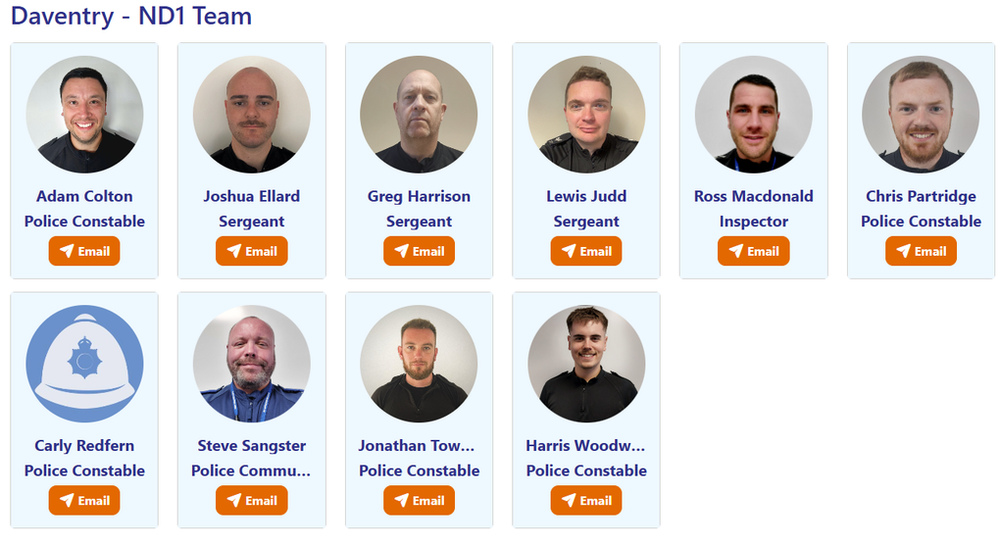 Daventry - ND1 Team
Adam Colton
Police Constable
Email
Joshua Ellard
Sergeant
Email
Greg Harrison
Sergeant
Email
Lewis Judd
Sergeant
Email
Ross Macdonald
Inspector
Email
Chris Partridge
Police Constable
Email
Carly Redfern
Police Constable
Email
Steve Sangster
Police Commu...
Email
Jonathan Tow...
Police Constable
Email
Harris Woodw...
Police Constable
Email